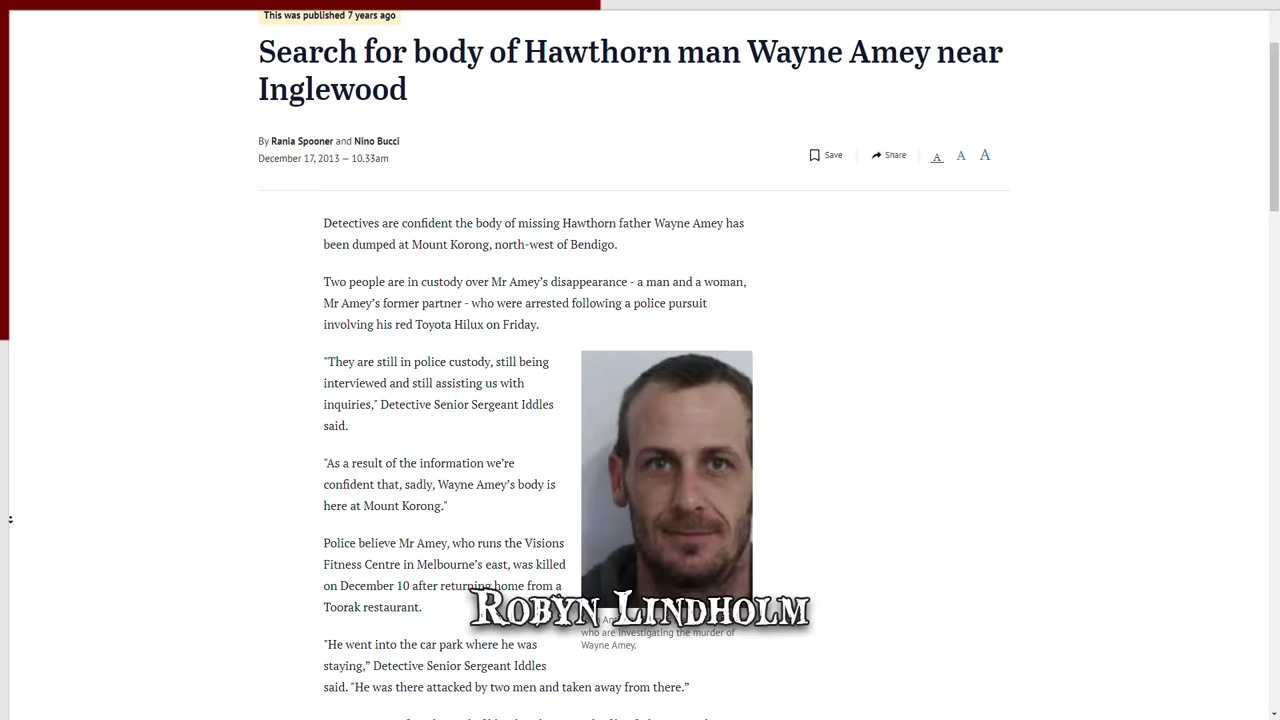 This was published 7 years ago
Search for body of Hawthorn man Wayne Amey near
Inglewood
By Rania Spooner and Nino Bucci
December 17, 2013 – 10.33am
Save
Share
A A A
Detectives are confident the body of missing Hawthorn father Wayne Amey has
been dumped at Mount Korong, north-west of Bendigo.
Two people are in custody over Mr Amey’s disappearance - a man and a woman,
Mr Amey’s former partner - who were arrested following a police pursuit
involving his red Toyota Hilux on Friday.
"They are still in police custody, still being
interviewed and still assisting us with
inquiries," Detective Senior Sergeant Iddles
said.
"As a result of the information we’re
confident that, sadly, Wayne Amey’s body is
here at Mount Korong."
Police believe Mr Amey, who runs the Visions
Fitness Centre in Melbourne’s east, was killed
on December 10 after returning home from a
Toorak restaurant.
Robyn Lindholm
who are investigating the murder of
Wayne Amey.
"He went into the car park where he was
staying,” Detective Senior Sergeant Iddles
said. "He was there attacked by two men and taken away from there.”